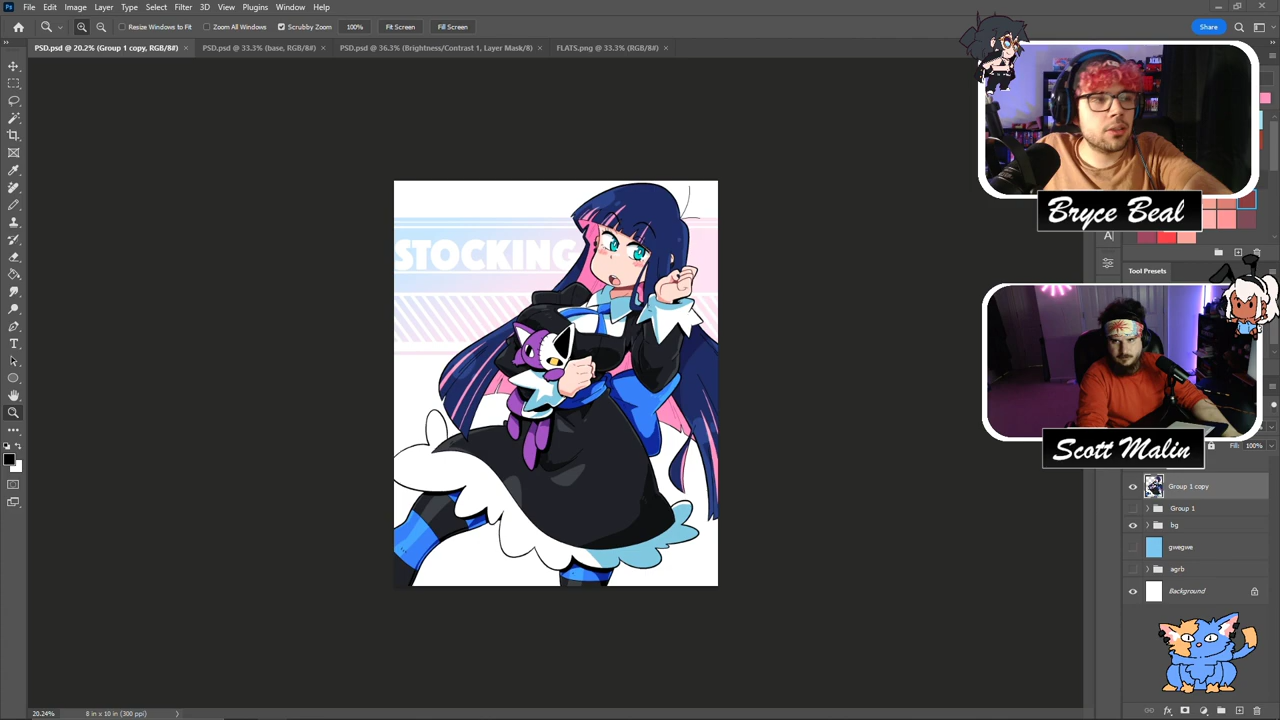 File Edit Image Layer Type Select Filter 3D View Plugins Window Help
Resize Windows to Fit Zoom All Windows Scrubby Zoom 100% Fit Screen Fill Screen Share
PSD.psd @ 20.2% (Group 1 copy, RGB/8#) × PSD.psd @ 33.3% (base, RGB/8#) × PSD.psd @ 36.3% (Brightness/Contrast 1, Layer Mask/8) × FLATS.png @ 33.3% (RGB/8#) ×
Bryce Beal
STOCKING
Tool Presets
Scott Malin
Fill: 100%
Group 1 copy
Group 1
bg
gwegwe
agrb
Background
20.24% 8 in x 10 in (300 ppi)